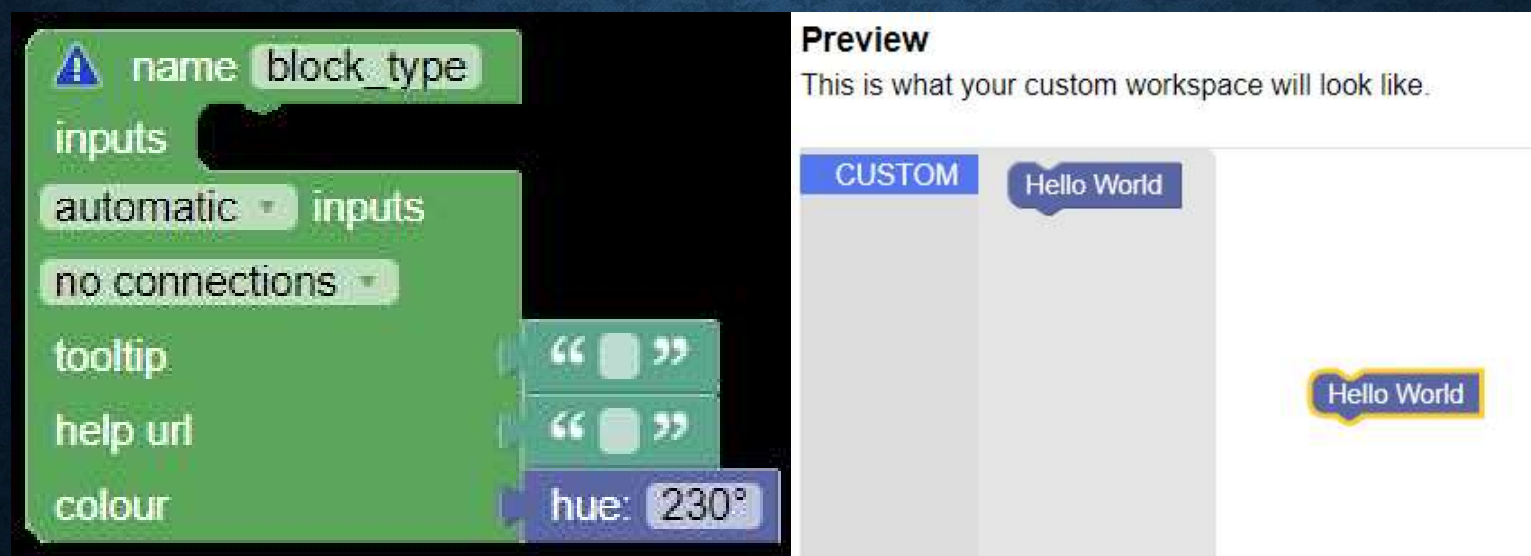 name block_type
inputs
automatic inputs
no connections
tooltip “ ”
help url “ ”
colour hue: 230°
Preview
This is what your custom workspace will look like.
CUSTOM
Hello World
Hello World